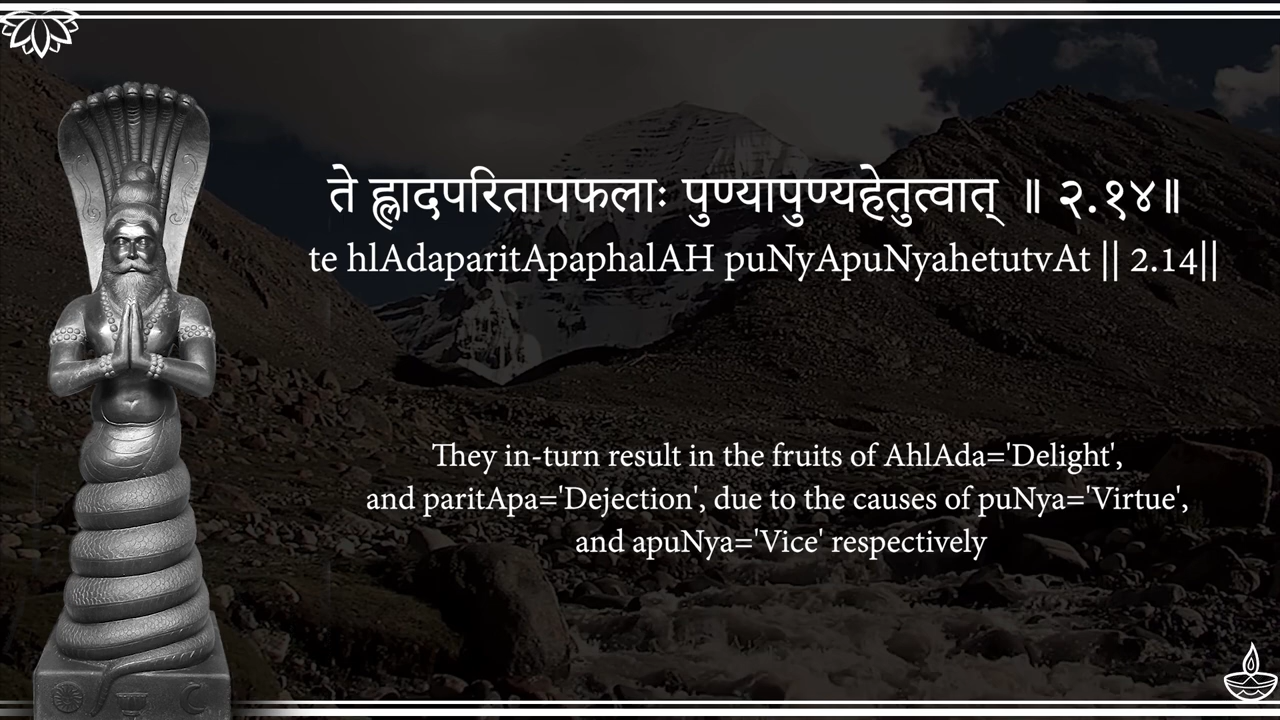 ते ह्लादपरितापफलाः पुण्यापुण्यहेतुत्वात् ॥ २.१४॥
te hlAdaparitApaphalAH puNyApuNyahetutvAt || 2.14||
They in-turn result in the fruits of AhlAda='Delight',
and paritApa='Dejection', due to the causes of puNya='Virtue',
and apuNya='Vice' respectively